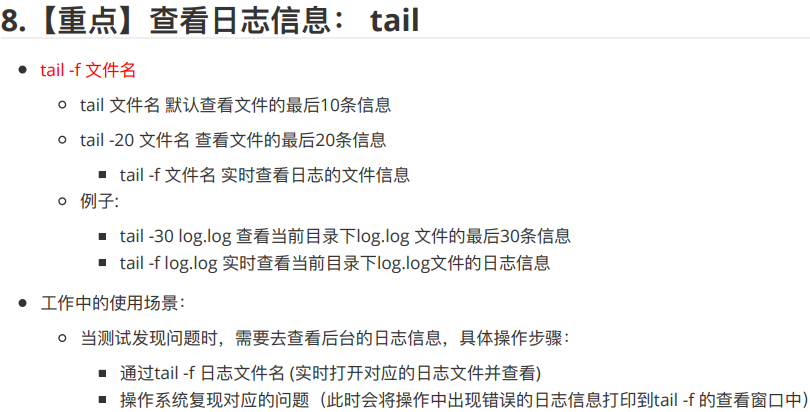 8.【重点】查看日志信息： tail
tail -f 文件名
tail 文件名 默认查看文件的最后10条信息
tail -20 文件名 查看文件的最后20条信息
tail -f 文件名 实时查看日志的文件信息
例子:
tail -30 log.log 查看当前目录下log.log 文件的最后30条信息
tail -f log.log 实时查看当前目录下log.log文件的日志信息
工作中的使用场景：
当测试发现问题时，需要去查看后台的日志信息，具体操作步骤：
通过tail -f 日志文件名 (实时打开对应的日志文件并查看)
操作系统复现对应的问题（此时会将操作中出现错误的日志信息打印到tail -f 的查看窗口中）